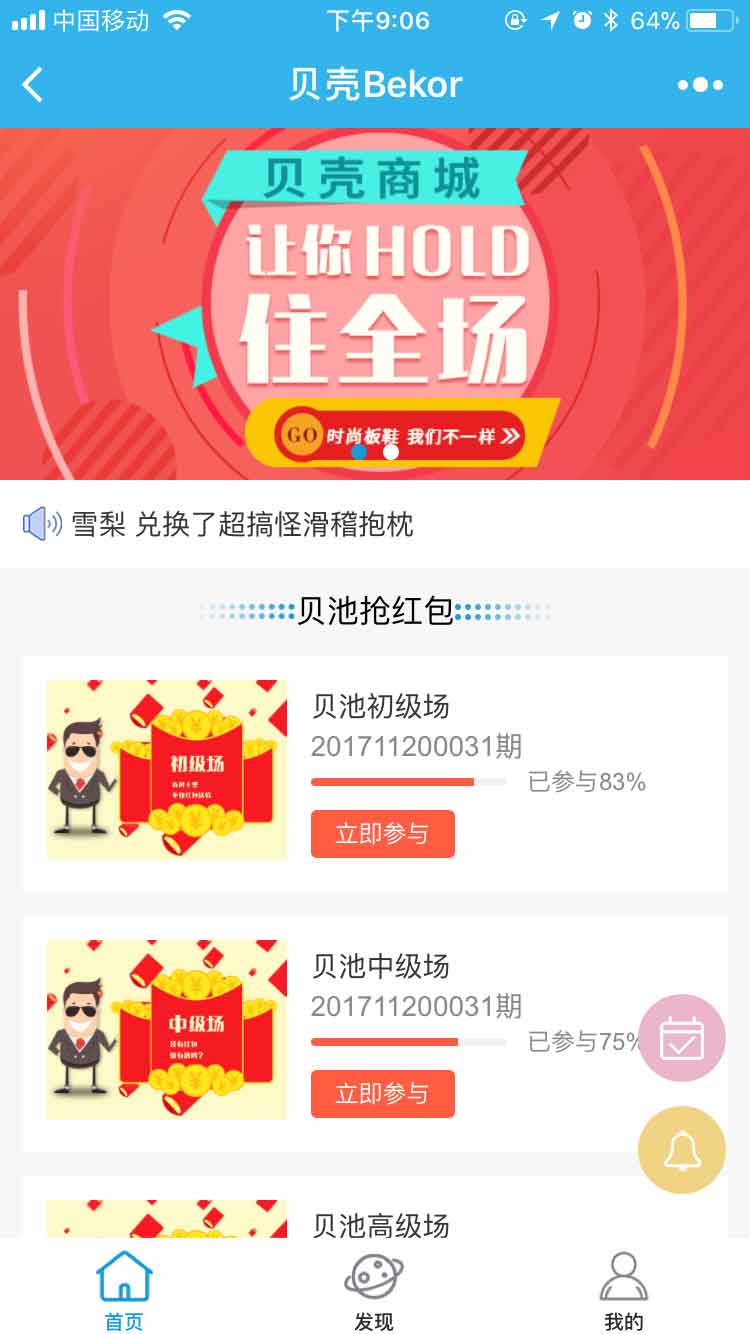 中国移动
下午9:06
64%
贝壳Bekor
贝壳商城
让你HOLD
住全场
GO 时尚板鞋 我们不一样
雪梨 兑换了超搞怪滑稽抱枕
贝池抢红包
初级场
贝池初级场
201711200031期
已参与83%
立即参与
中级场
贝池中级场
201711200031期
已参与75%
立即参与
贝池高级场
首页
发现
我的